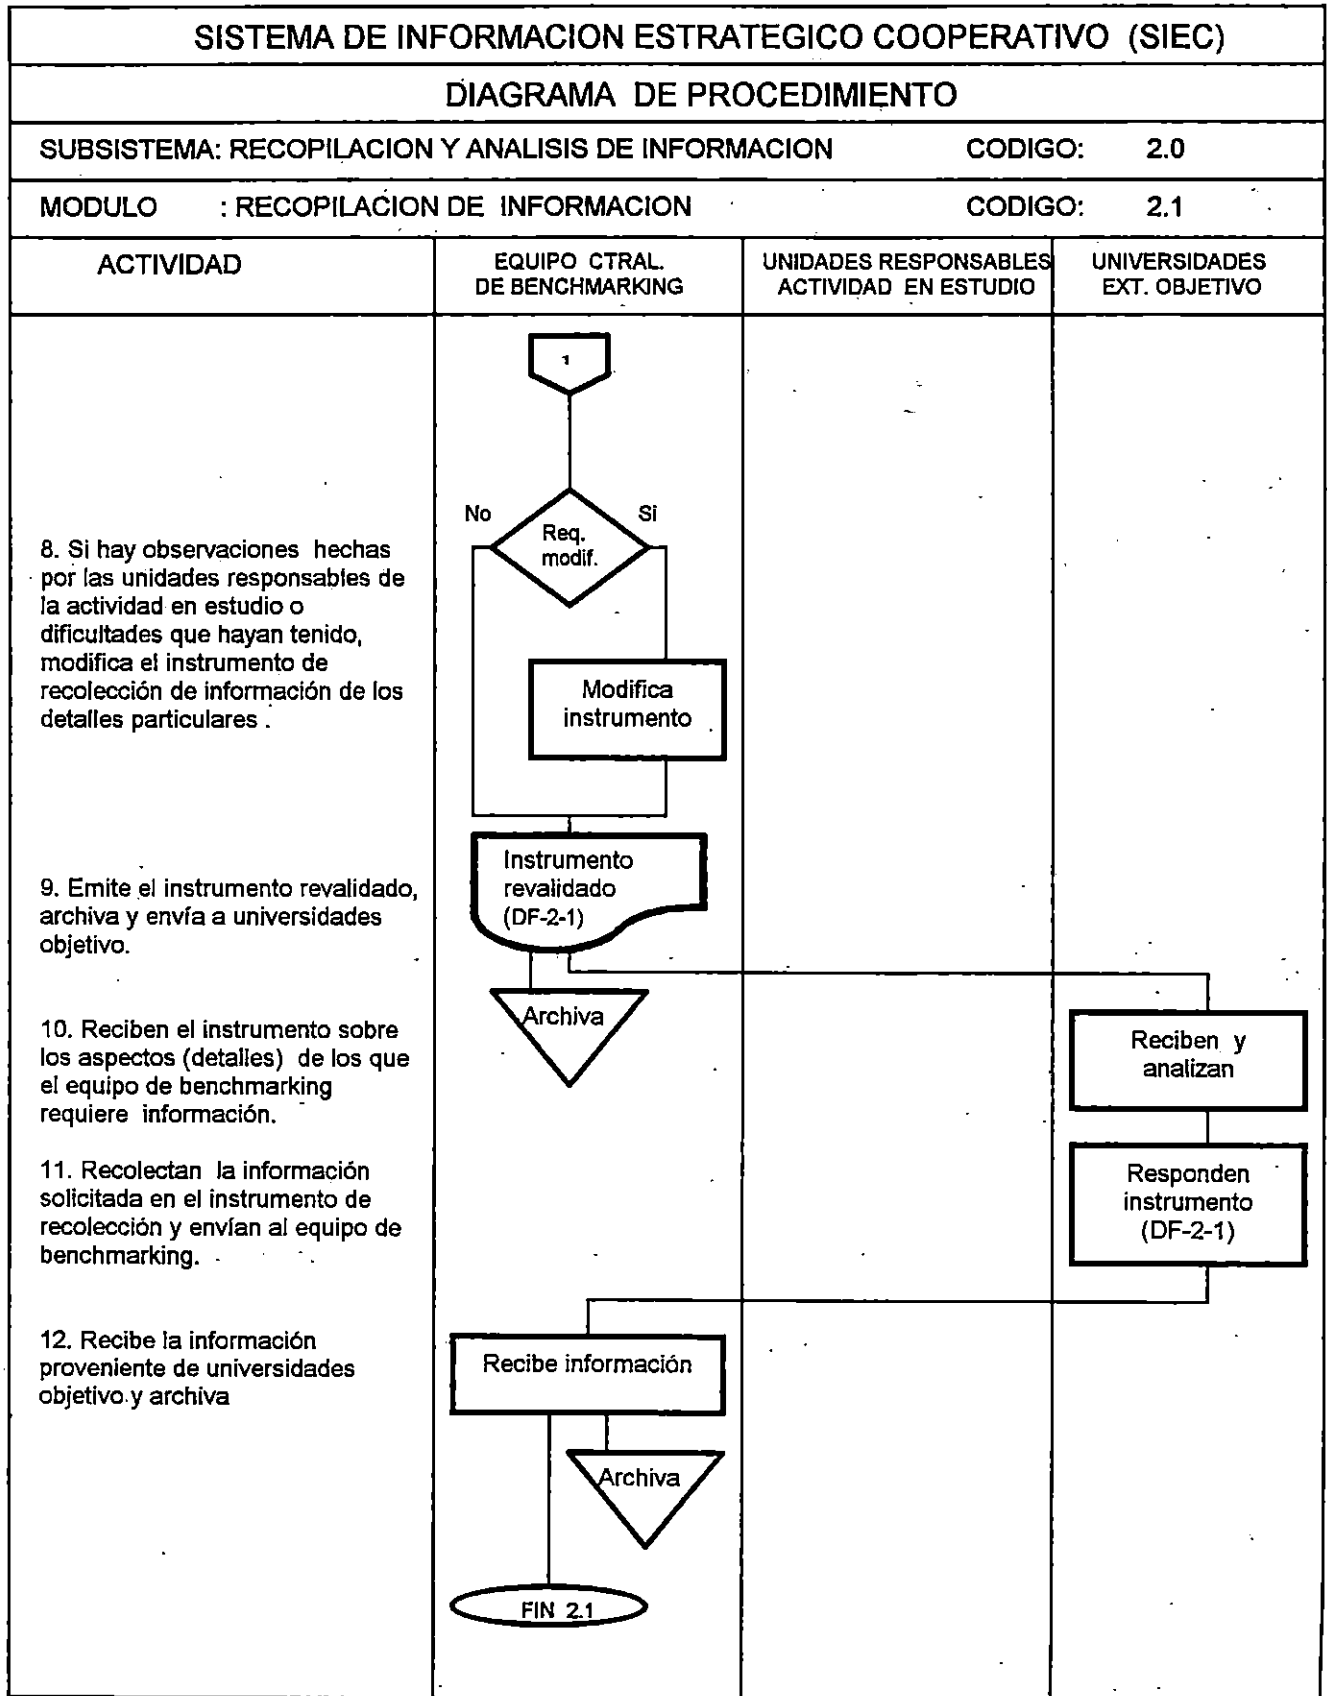 SISTEMA DE INFORMACION ESTRATEGICO COOPERATIVO (SIEC)
DIAGRAMA DE PROCEDIMIENTO
SUBSISTEMA: RECOPILACION Y ANALISIS DE INFORMACION CODIGO: 2.0
MODULO : RECOPILACION DE INFORMACION CODIGO: 2.1
ACTIVIDAD
EQUIPO CTRAL.
DE BENCHMARKING
UNIDADES RESPONSABLES
ACTIVIDAD EN ESTUDIO
UNIVERSIDADES
EXT. OBJETIVO
1
No
Si
Req.
modif.
8. Si hay observaciones hechas
por las unidades responsables de
la actividad en estudio o
dificultades que hayan tenido,
modifica el instrumento de
recolección de información de los
detalles particulares .
Modifica
instrumento
Instrumento
revalidado
(DF-2-1)
9. Emite el instrumento revalidado,
archiva y envía a universidades
objetivo.
Archiva
10. Reciben el instrumento sobre
los aspectos (detalles) de los que
el equipo de benchmarking
requiere información.
Reciben y
analizan
11. Recolectan la información
solicitada en el instrumento de
recolección y envían al equipo de
benchmarking.
Responden
instrumento
(DF-2-1)
12. Recibe la información
proveniente de universidades
objetivo y archiva
Recibe información
Archiva
FIN 2.1